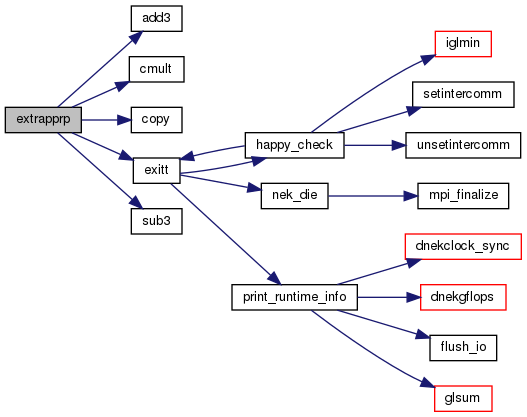 add3
iglmin
cmult
setintercomm
extrapprp
copy
happy_check
unsetintercomm
exitt
nek_die
mpi_finalize
sub3
dnekclock_sync
print_runtime_info
dnekgflops
flush_io
glsum